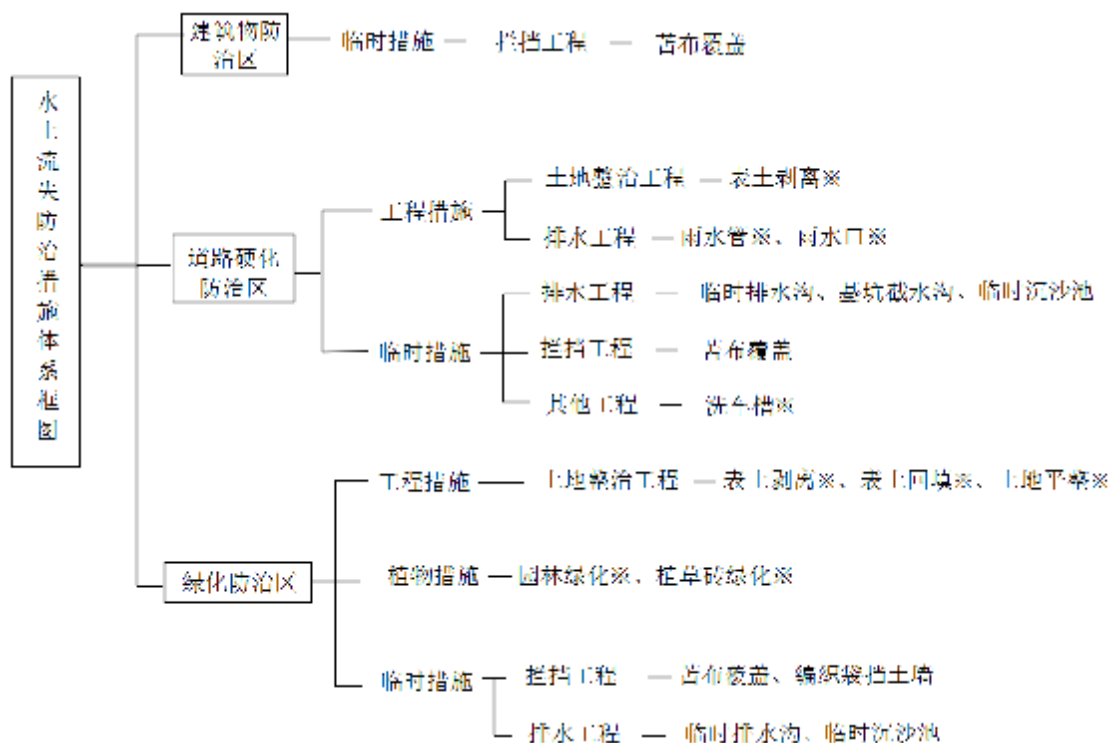 水土流失防治措施体系框图
建筑物防治区
临时措施 拦挡工程 苫布覆盖
道路硬化防治区
工程措施
土地整治工程 表土剥离※
排水工程 雨水管※、雨水口※
临时措施
排水工程 临时排水沟、基坑截水沟、临时沉沙池
拦挡工程 苫布覆盖
其他工程 洗车槽※
绿化防治区
工程措施 土地整治工程 表土剥离※、表土回填※、土地平整※
植物措施 园林绿化※、植草砖绿化※
临时措施
拦挡工程 苫布覆盖、编织袋挡土墙
排水工程 临时排水沟、临时沉沙池